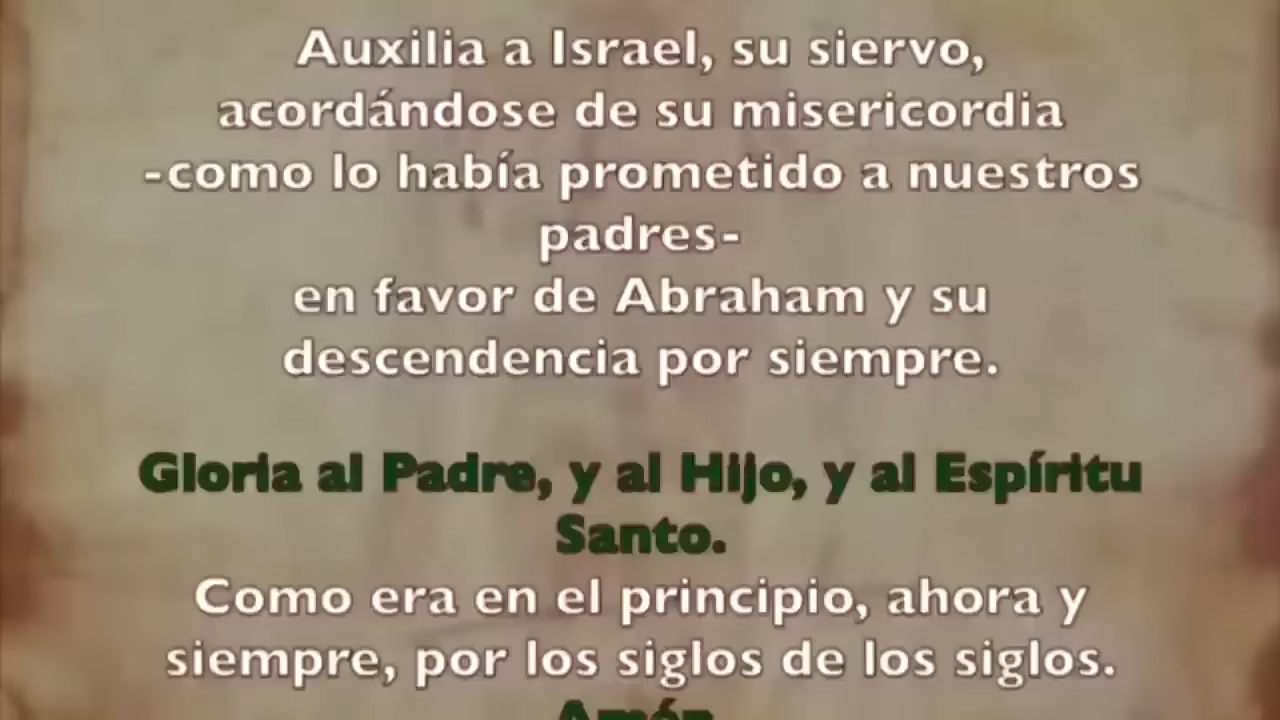 Auxilia a Israel, su siervo,
acordándose de su misericordia
-como lo había prometido a nuestros
padres-
en favor de Abraham y su
descendencia por siempre.
Gloria al Padre, y al Hijo, y al Espíritu
Santo.
Como era en el principio, ahora y
siempre, por los siglos de los siglos.
Amén.